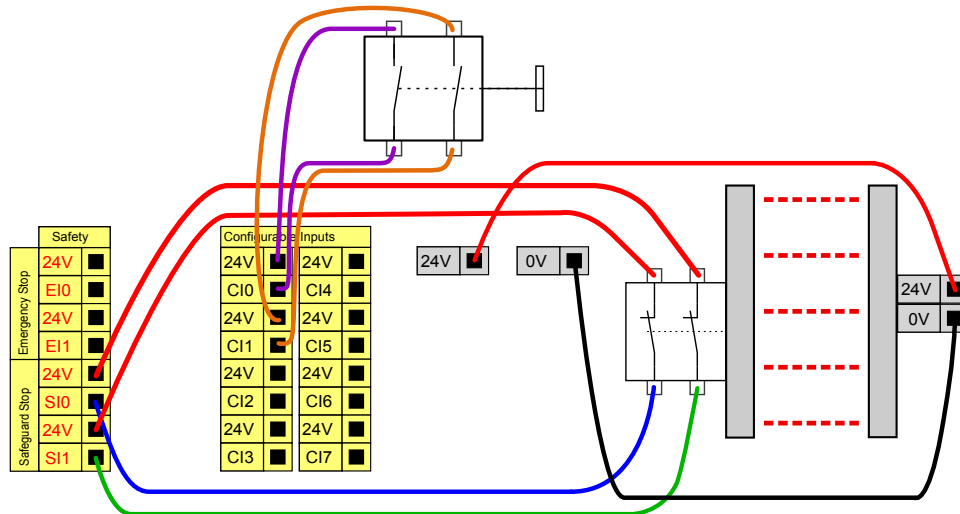 Safety
Emergency Stop
24V
EI0
24V
EI1
Safeguard Stop
24V
SI0
24V
SI1
Configurable Inputs
24V 24V
CI0 CI4
24V 24V
CI1 CI5
24V 24V
CI2 CI6
24V 24V
CI3 CI7
24V
0V
24V
0V